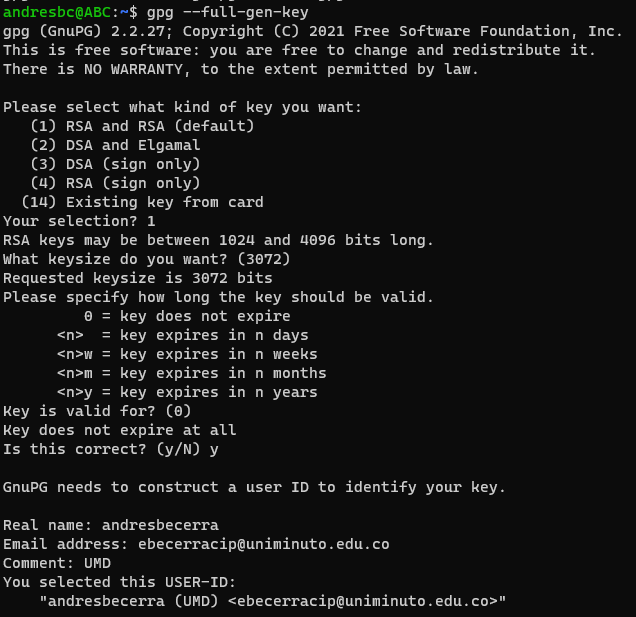 andresbc@ABC:~$ gpg --full-gen-key
gpg (GnuPG) 2.2.27; Copyright (C) 2021 Free Software Foundation, Inc.
This is free software: you are free to change and redistribute it.
There is NO WARRANTY, to the extent permitted by law.

Please select what kind of key you want:
   (1) RSA and RSA (default)
   (2) DSA and Elgamal
   (3) DSA (sign only)
   (4) RSA (sign only)
  (14) Existing key from card
Your selection? 1
RSA keys may be between 1024 and 4096 bits long.
What keysize do you want? (3072)
Requested keysize is 3072 bits
Please specify how long the key should be valid.
         0 = key does not expire
      <n>  = key expires in n days
      <n>w = key expires in n weeks
      <n>m = key expires in n months
      <n>y = key expires in n years
Key is valid for? (0)
Key does not expire at all
Is this correct? (y/N) y

GnuPG needs to construct a user ID to identify your key.

Real name: andresbecerra
Email address: ebecerracip@uniminuto.edu.co
Comment: UMD
You selected this USER-ID:
    "andresbecerra (UMD) <ebecerracip@uniminuto.edu.co>"